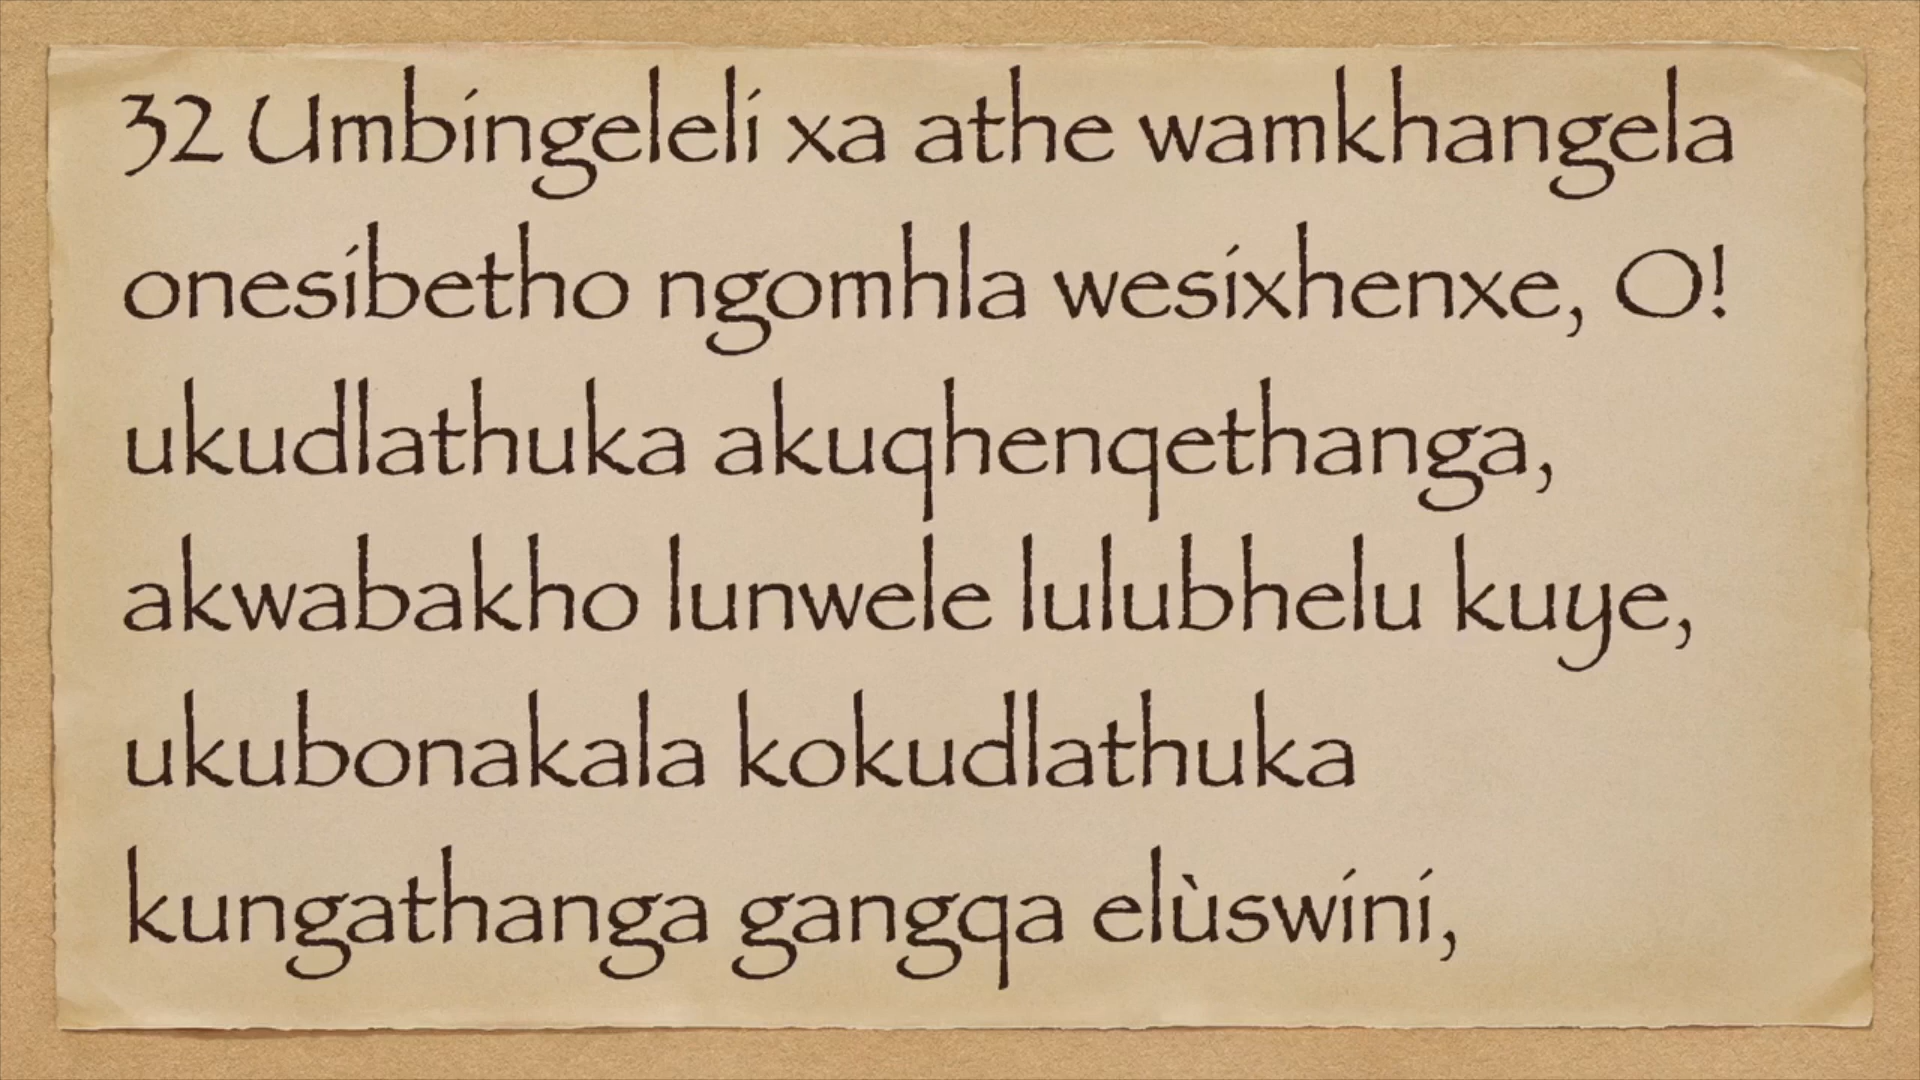 32 Umbingeleli xa athe wamkhangela
onesibetho ngomhla wesixhenxe, O!
ukudlathuka akuqhenqethanga,
akwabakho lunwele lulubhelu kuye,
ukubonakala kokudlathuka
kungathanga gangqa elùswini,